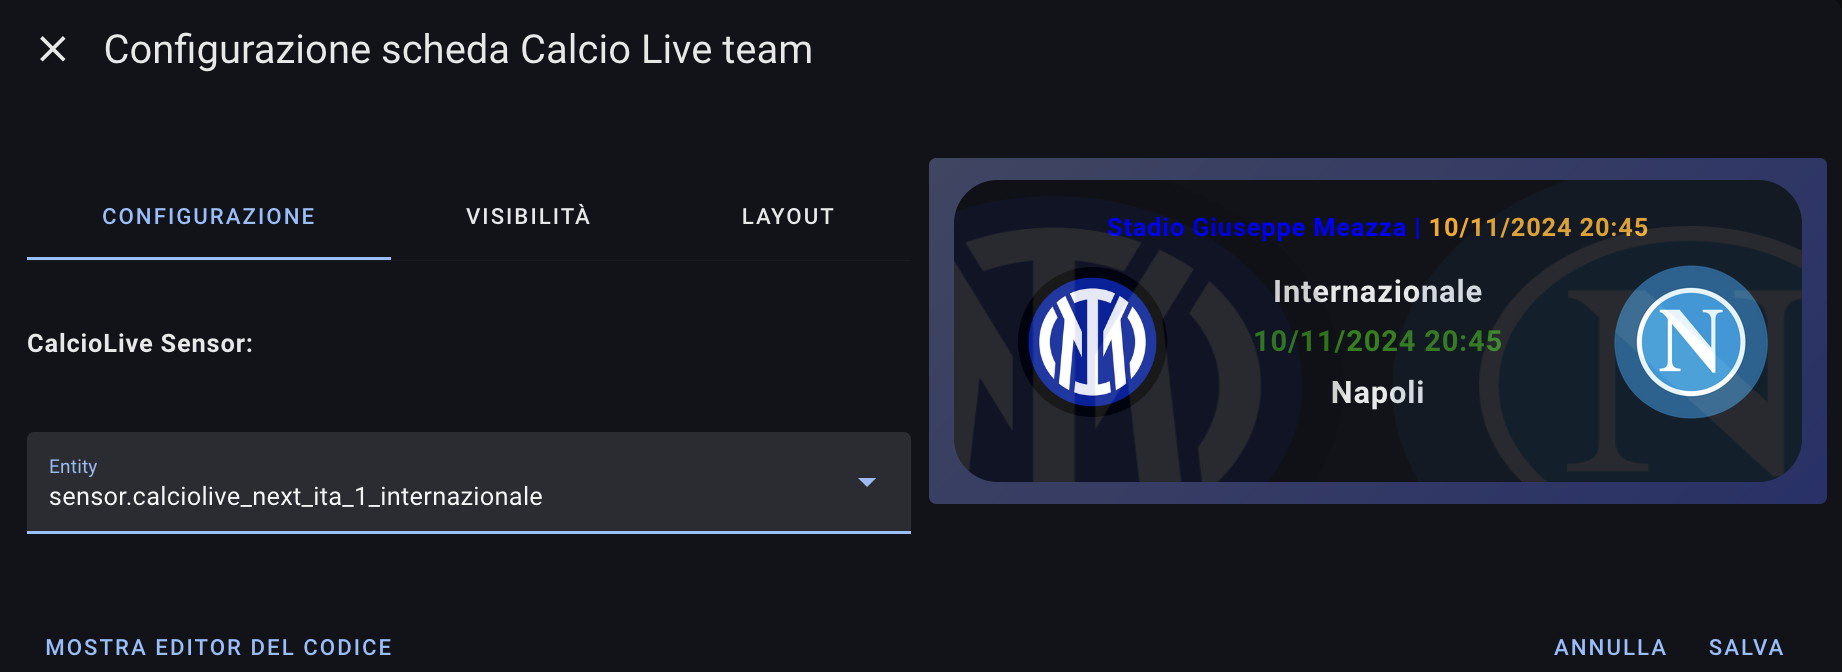 Configurazione scheda Calcio Live team
CONFIGURAZIONE VISIBILITÀ LAYOUT
CalcioLive Sensor:
Entity
sensor.calciolive_next_ita_1_internazionale
Stadio Giuseppe Meazza | 10/11/2024 20:45
Internazionale
10/11/2024 20:45
Napoli
N
MOSTRA EDITOR DEL CODICE
ANNULLA SALVA